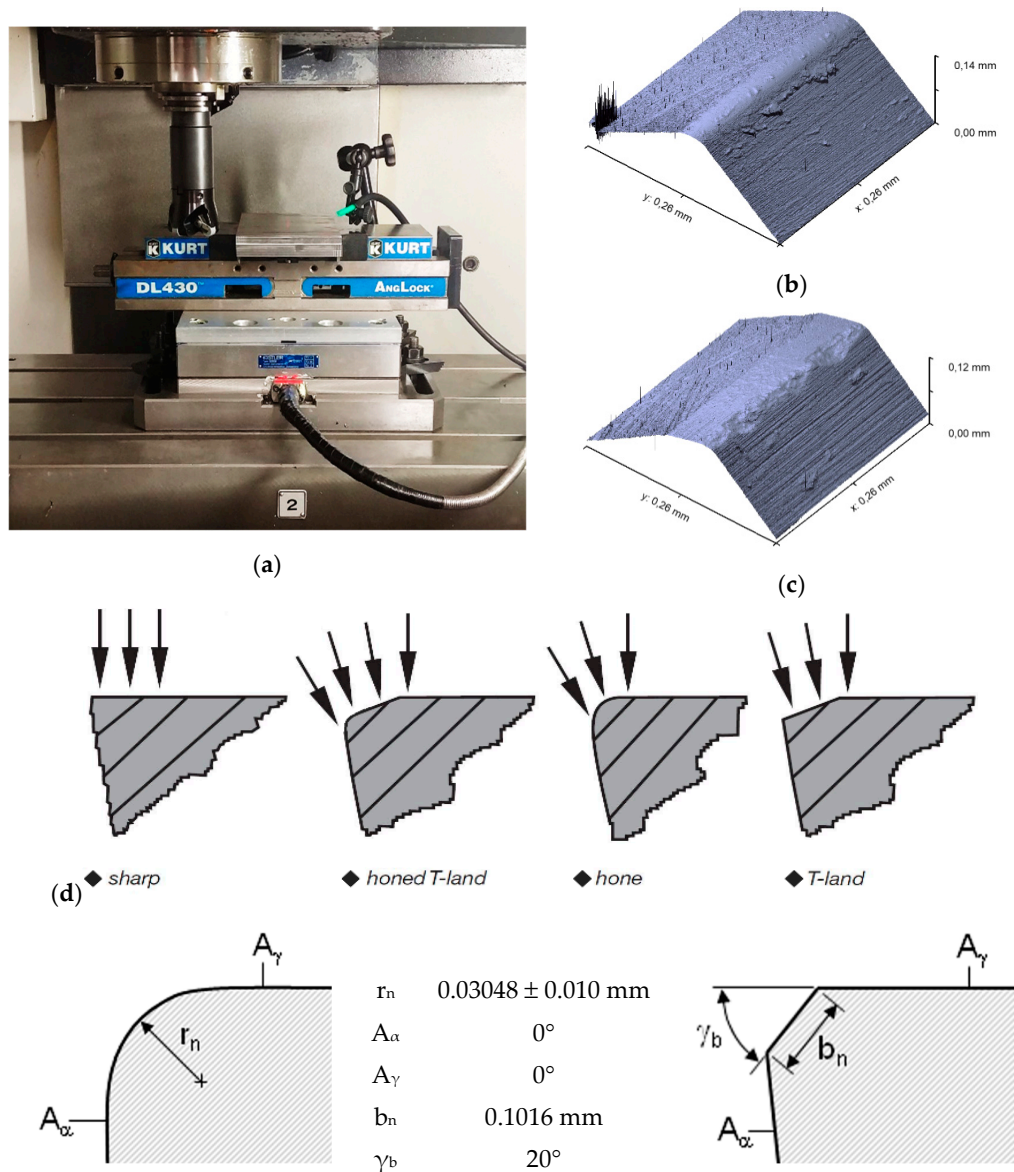 KURT
KURT
DL430
ANGLOCK
2
(a)
0,14 mm
0,00 mm
y: 0,26 mm
x: 0,26 mm
(b)
0,12 mm
0,00 mm
y: 0,26 mm
x: 0,26 mm
(c)
(d)
◆ sharp
◆ honed T-land
◆ hone
◆ T-land
Aγ
rn
Aα
rn 0.03048 ± 0.010 mm
Aα 0°
Aγ 0°
bn 0.1016 mm
γb 20°
Aγ
γb
bn
Aα